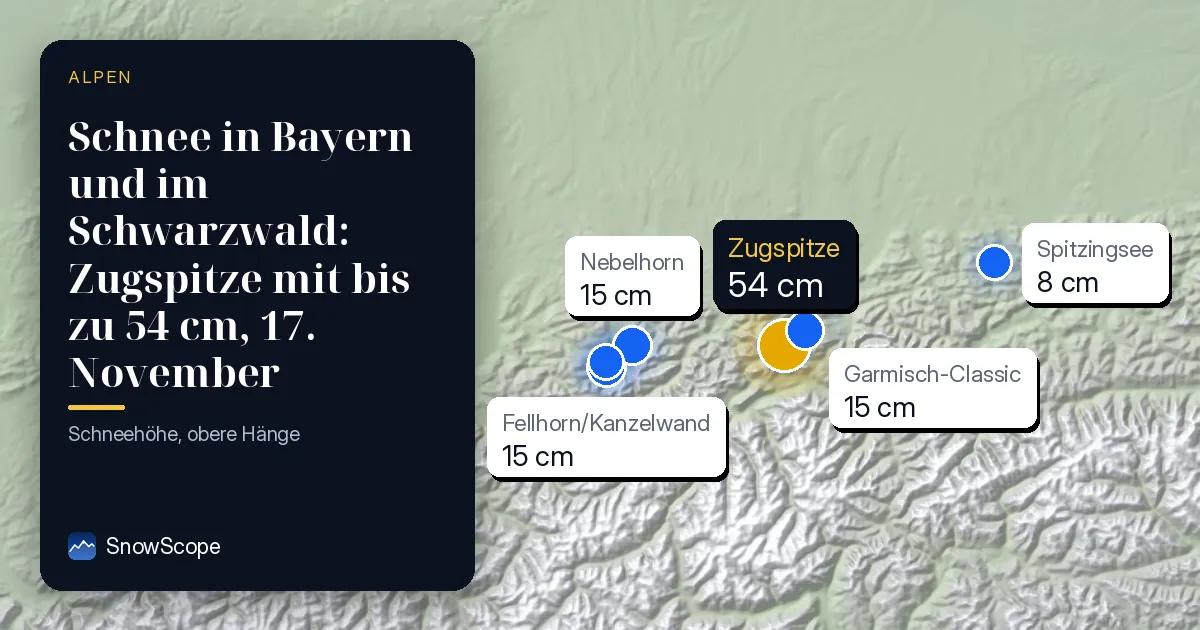 ALPEN
Schnee in Bayern
und im
Schwarzwald:
Zugspitze mit bis
zu 54 cm, 17.
November
Schneehöhe, obere Hänge
SnowScope
Nebelhorn
15 cm
Zugspitze
54 cm
Spitzingsee
8 cm
Garmisch-Classic
15 cm
Fellhorn/Kanzelwand
15 cm